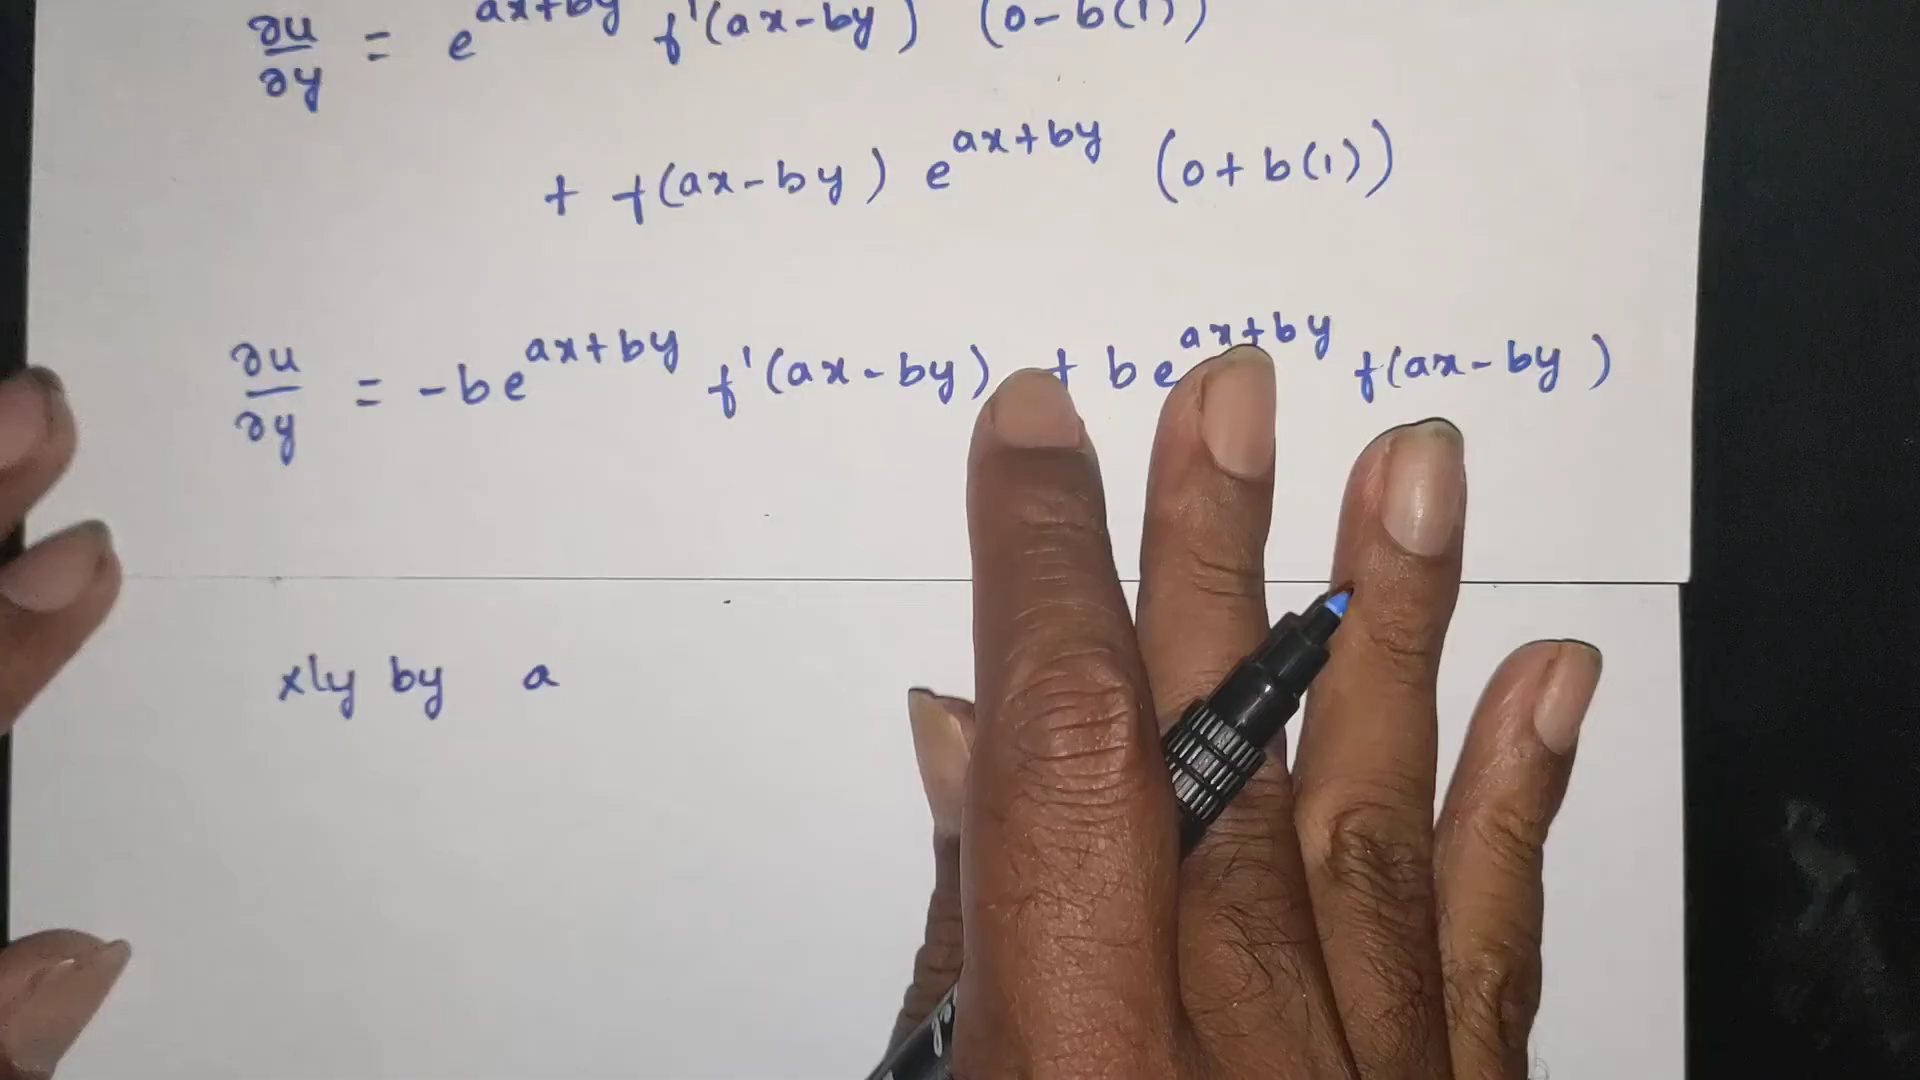 ∂u/∂y = e^{ax+by} f'(ax-by) (0-b(1))
+ f(ax-by) e^{ax+by} (0+b(1))
∂u/∂y = -be^{ax+by} f'(ax-by) + be^{ax+by} f(ax-by)
xly by a